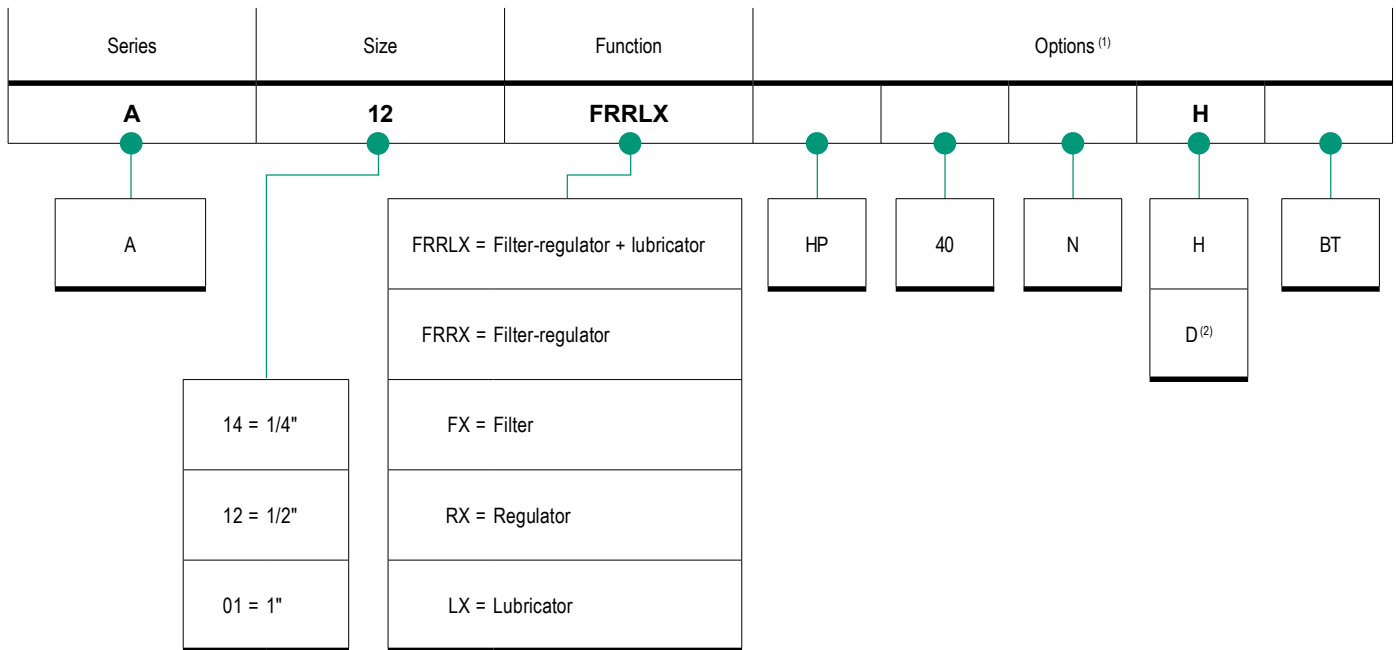 Series Size Function Options (1)
A 12 FRRLX H
A
FRRLX = Filter-regulator + lubricator
HP
40
N
H
BT
FRRX = Filter-regulator
D (2)
14 = 1/4"
FX = Filter
12 = 1/2"
RX = Regulator
01 = 1"
LX = Lubricator